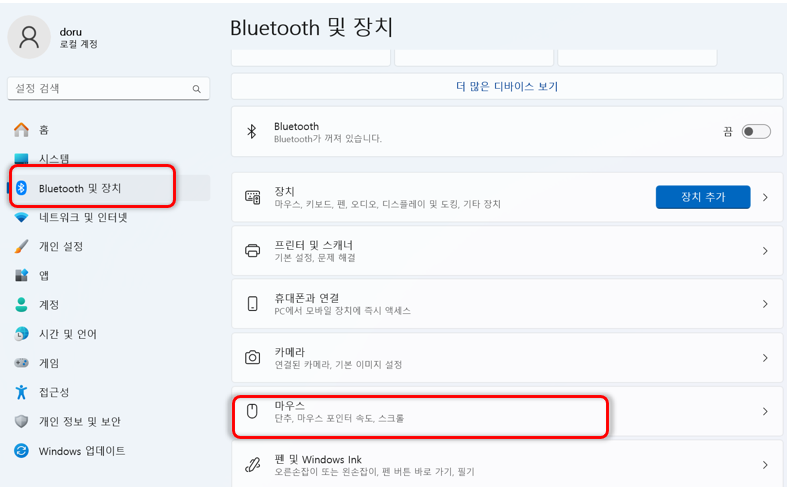 doru
로컬 계정
설정 검색
홈
시스템
Bluetooth 및 장치
네트워크 및 인터넷
개인 설정
앱
계정
시간 및 언어
게임
접근성
개인 정보 및 보안
Windows 업데이트
Bluetooth 및 장치
더 많은 디바이스 보기
Bluetooth
Bluetooth가 꺼져 있습니다.
끔
장치
마우스, 키보드, 펜, 오디오, 디스플레이 및 도킹, 기타 장치
장치 추가
프린터 및 스캐너
기본 설정, 문제 해결
휴대폰과 연결
PC에서 모바일 장치에 즉시 액세스
카메라
연결된 카메라, 기본 이미지 설정
마우스
단추, 마우스 포인터 속도, 스크롤
펜 및 Windows Ink
오른손잡이 또는 왼손잡이, 펜 버튼 바로 가기, 필기